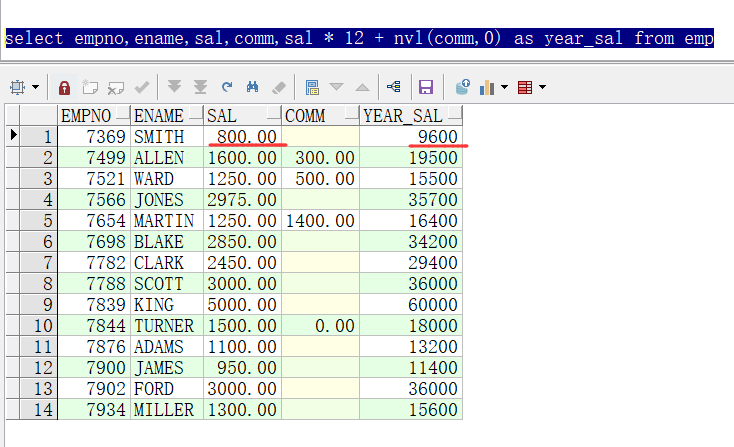 select empno,ename,sal,comm,sal * 12 + nvl(comm,0) as year_sal from emp
EMPNO ENAME SAL COMM YEAR_SAL
1 7369 SMITH 800.00 9600
2 7499 ALLEN 1600.00 300.00 19500
3 7521 WARD 1250.00 500.00 15500
4 7566 JONES 2975.00 35700
5 7654 MARTIN 1250.00 1400.00 16400
6 7698 BLAKE 2850.00 34200
7 7782 CLARK 2450.00 29400
8 7788 SCOTT 3000.00 36000
9 7839 KING 5000.00 60000
10 7844 TURNER 1500.00 0.00 18000
11 7876 ADAMS 1100.00 13200
12 7900 JAMES 950.00 11400
13 7902 FORD 3000.00 36000
14 7934 MILLER 1300.00 15600